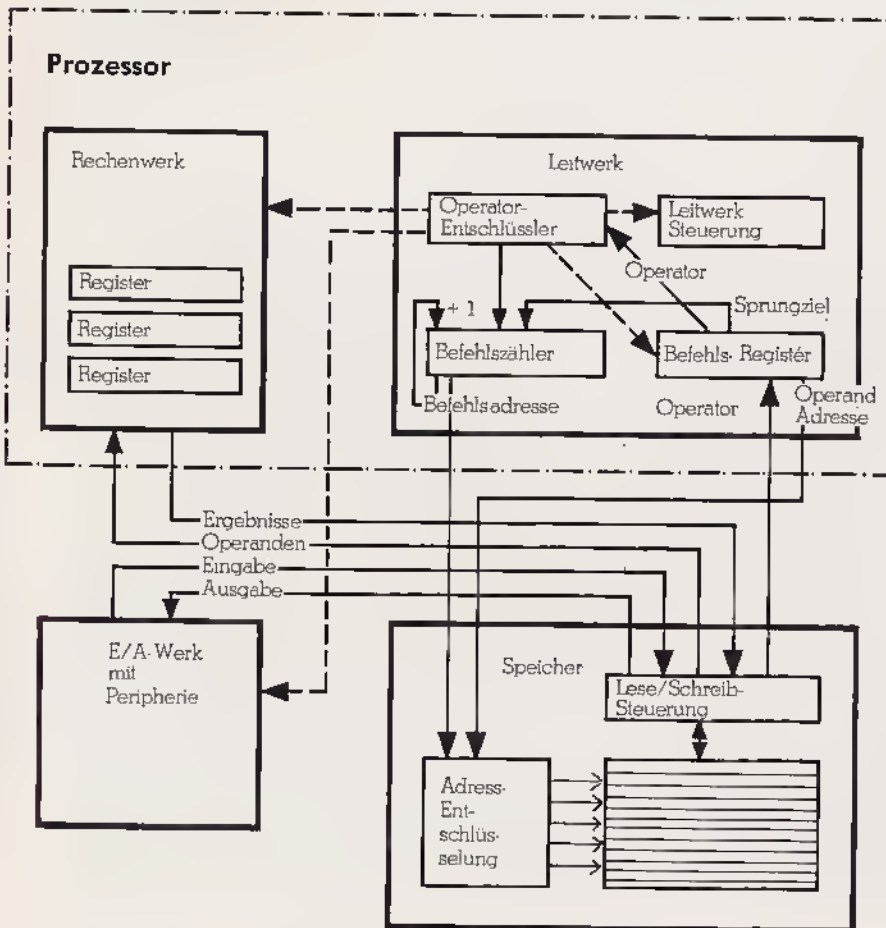 Prozessor
Rechenwerk
Leitwerk
Operator-
Entschlüssler
Leitwerk
Steuerung
Operator
Register
+ 1
Sprungziel
Register
Befehlszähler
Befehls-Register
Register
Befehlsadresse
Operator
Operand
Adresse
Ergebnisse
Operanden
Eingabe
Ausgabe
E/A-Werk
mit
Peripherie
Speicher
Lese/Schreib-
Steuerung
Adress-
Ent-
schlüs-
selung